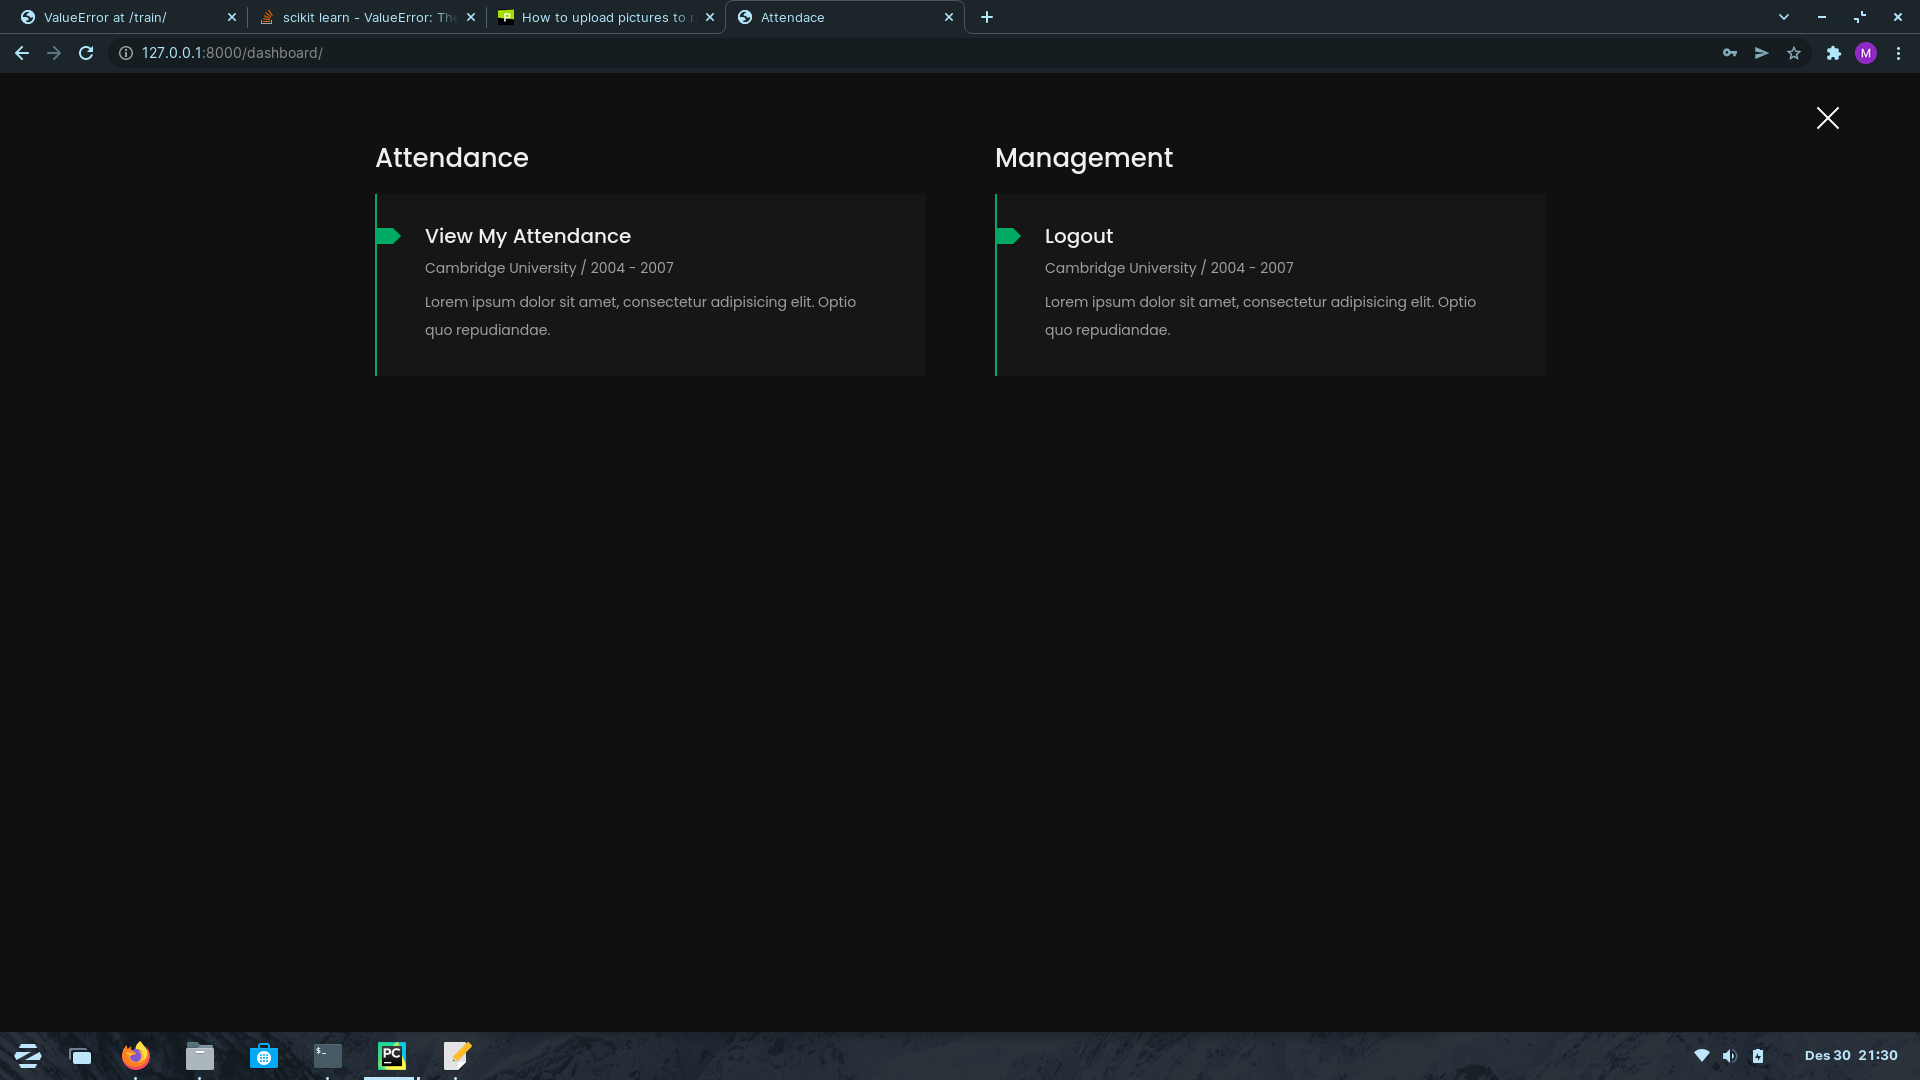 ValueError at /train/
scikit learn - ValueError: The
How to upload pictures to
Attendace
127.0.0.1:8000/dashboard/
M
Attendance
Management
View My Attendance
Cambridge University / 2004 - 2007
Lorem ipsum dolor sit amet, consectetur adipisicing elit. Optio
quo repudiandae.
Logout
Cambridge University / 2004 - 2007
Lorem ipsum dolor sit amet, consectetur adipisicing elit. Optio
quo repudiandae.
$-
PC
Des 30 21:30